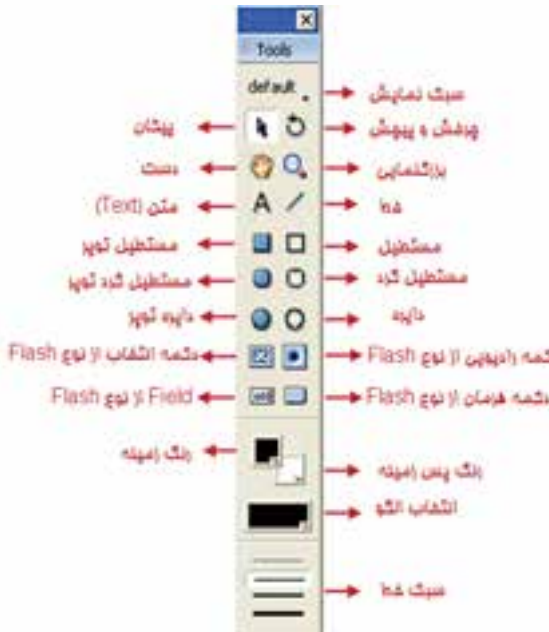 Tools
default
سبک نمایش
پیکان
چرخش و پیچش
دست
بزرگنمایی
متن (Text)
خط
مستطیل توپر
مستطیل
مستطیل گرد توپر
مستطیل گرد
دایره توپر
دایره
دکمه انتخاب از نوع Flash
کمه رادیویی از نوع Flash
Field از نوع Flash
دکمه فرمان از نوع Flash
رنگ زمینه
رنگ پس زمینه
انتخاب الگو
سبک خط